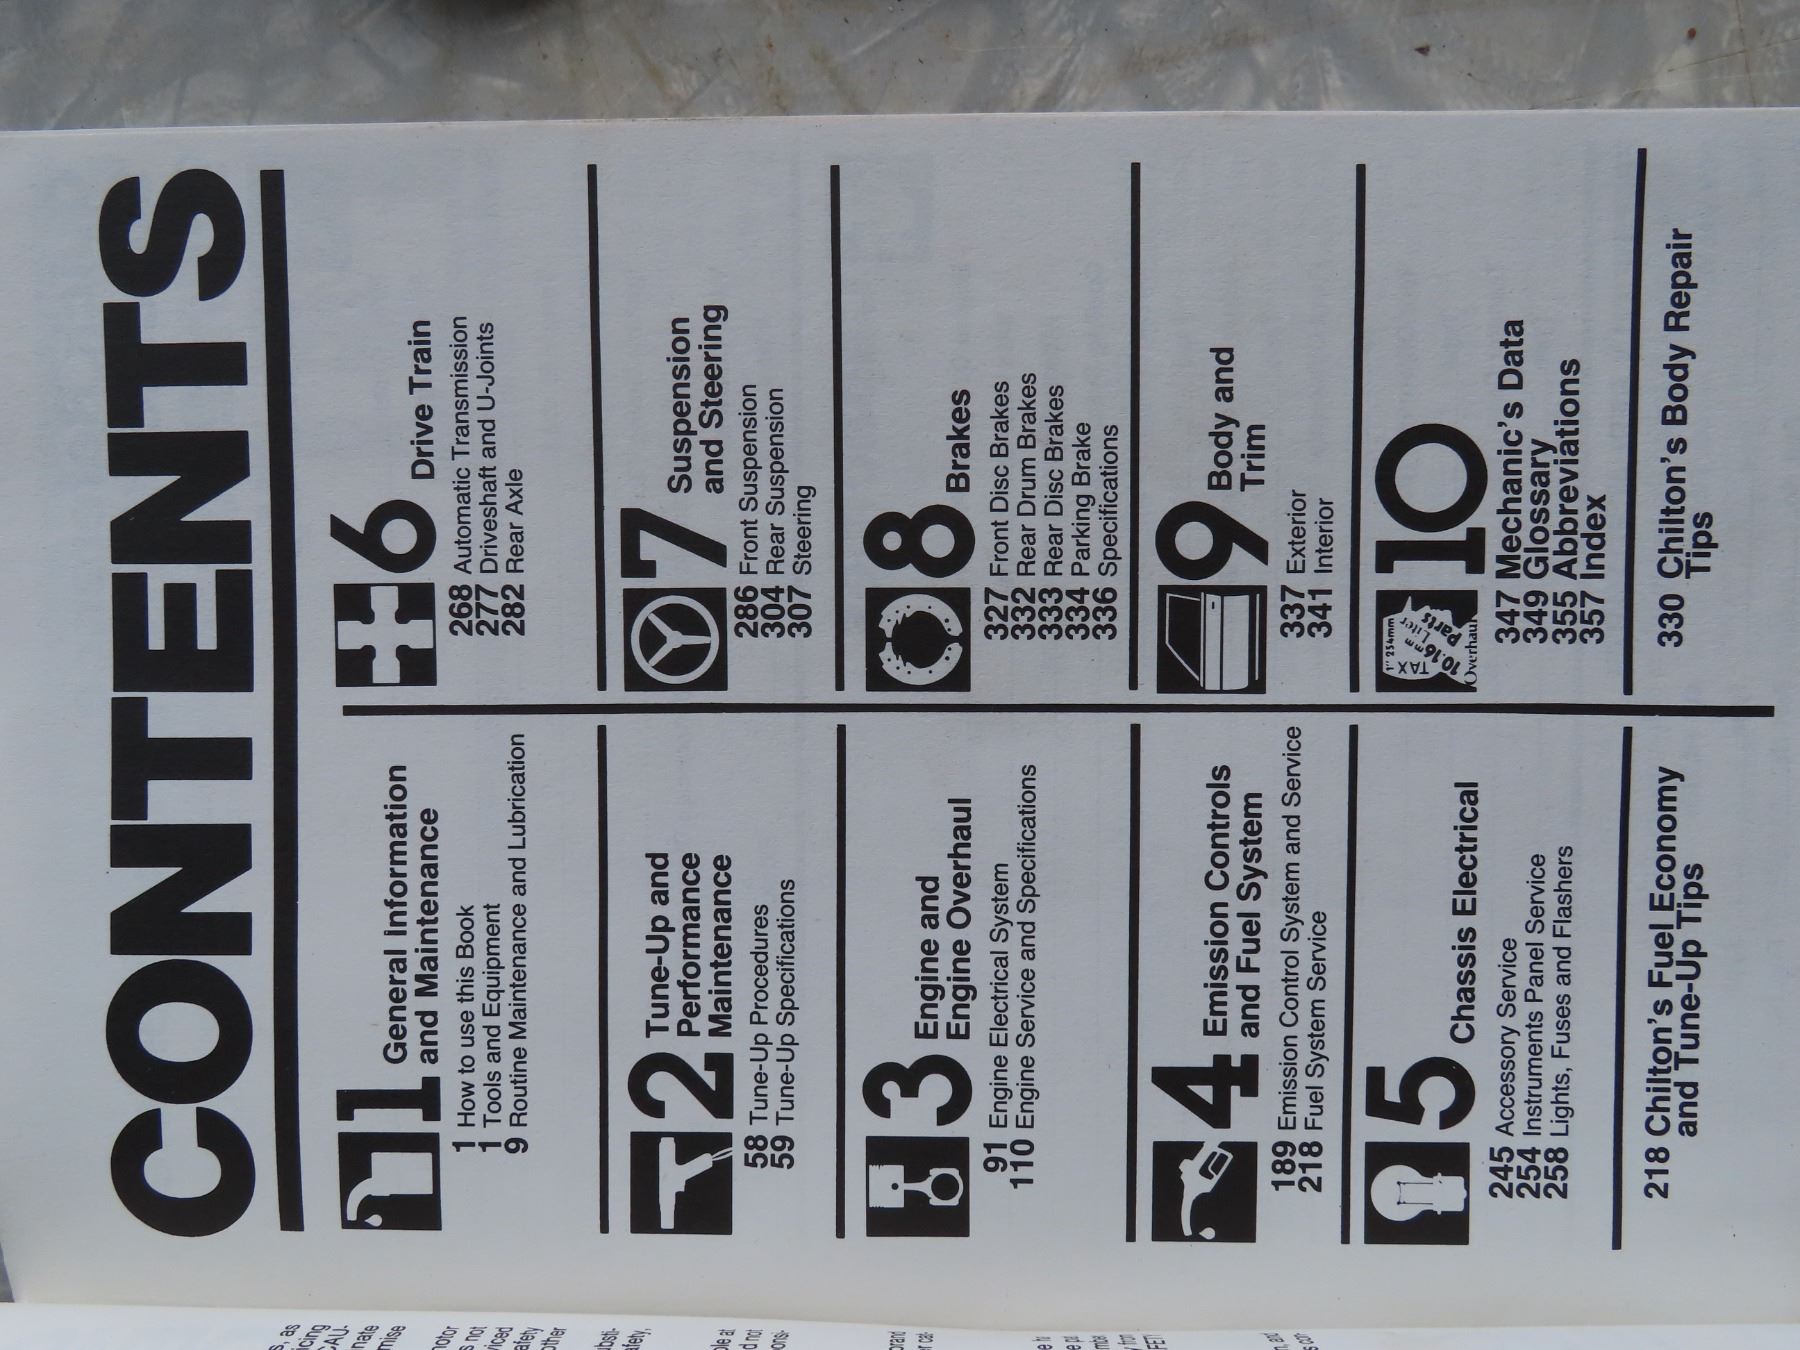 CONTENTS
1 General Information
and Maintenance
1 How to use this Book
1 Tools and Equipment
9 Routine Maintenance and Lubrication
2 Tune-Up and
Performance
Maintenance
58 Tune-Up Procedures
59 Tune-Up Specifications
3 Engine and
Engine Overhaul
91 Engine Electrical System
110 Engine Service and Specifications
4 Emission Controls
and Fuel System
189 Emission Control System and Service
218 Fuel System Service
5 Chassis Electrical
245 Accessory Service
254 Instruments Panel Service
258 Lights, Fuses and Flashers
218 Chilton's Fuel Economy
and Tune-Up Tips
6 Drive Train
268 Automatic Transmission
277 Driveshaft and U-Joints
282 Rear Axle
7 Suspension
and Steering
286 Front Suspension
304 Rear Suspension
307 Steering
8 Brakes
327 Front Disc Brakes
332 Rear Drum Brakes
333 Rear Disc Brakes
334 Parking Brake
336 Specifications
9 Body and
Trim
337 Exterior
341 Interior
1" 254mm
TAX Liter
10.16mm
Parts
Overhaul
10
347 Mechanic's Data
349 Glossary
355 Abbreviations
357 Index
330 Chilton's Body Repair
Tips